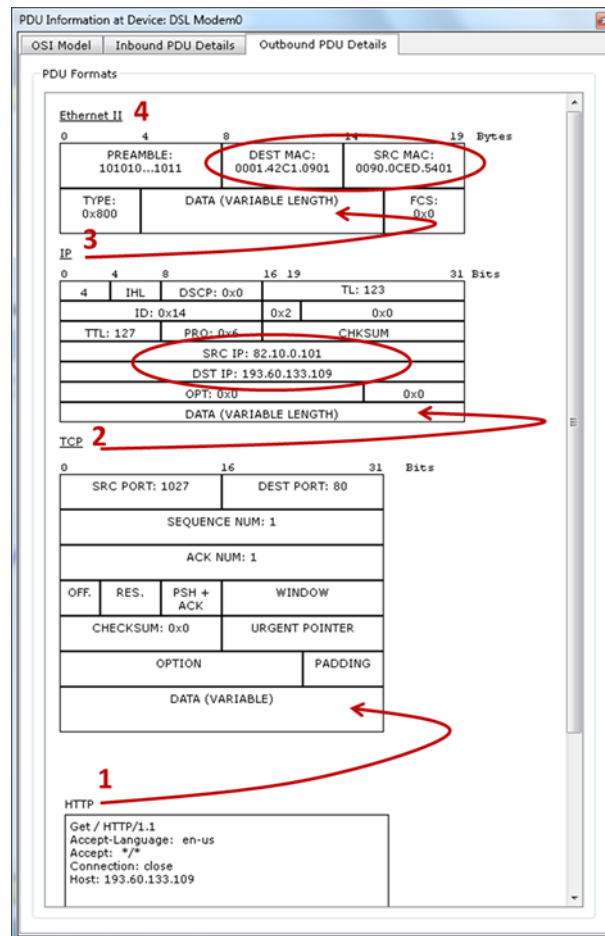 PDU Information at Device: DSL Modem0
OSI Model Inbound PDU Details Outbound PDU Details
PDU Formats
Ethernet II 4
0 4 8 14 19 Bytes
PREAMBLE: DEST MAC: SRC MAC:
101010...1011 0001.42C1.0901 0090.0CED.5401
TYPE: DATA (VARIABLE LENGTH) FCS:
0x800 0x0
3
IP
0 4 8 16 19 31 Bits
4 IHL DSCP: 0x0 TL: 123
ID: 0x14 0x2 0x0
TTL: 127 PRO: 0x6 CHKSUM
SRC IP: 82.10.0.101
DST IP: 193.60.133.109
OPT: 0x0 0x0
DATA (VARIABLE LENGTH)
2
TCP
0 16 31 Bits
SRC PORT: 1027 DEST PORT: 80
SEQUENCE NUM: 1
ACK NUM: 1
OFF. RES. PSH + WINDOW
ACK
CHECKSUM: 0x0 URGENT POINTER
OPTION PADDING
DATA (VARIABLE)
1
HTTP
Get / HTTP/1.1
Accept-Language: en-us
Accept: */*
Connection: close
Host: 193.60.133.109